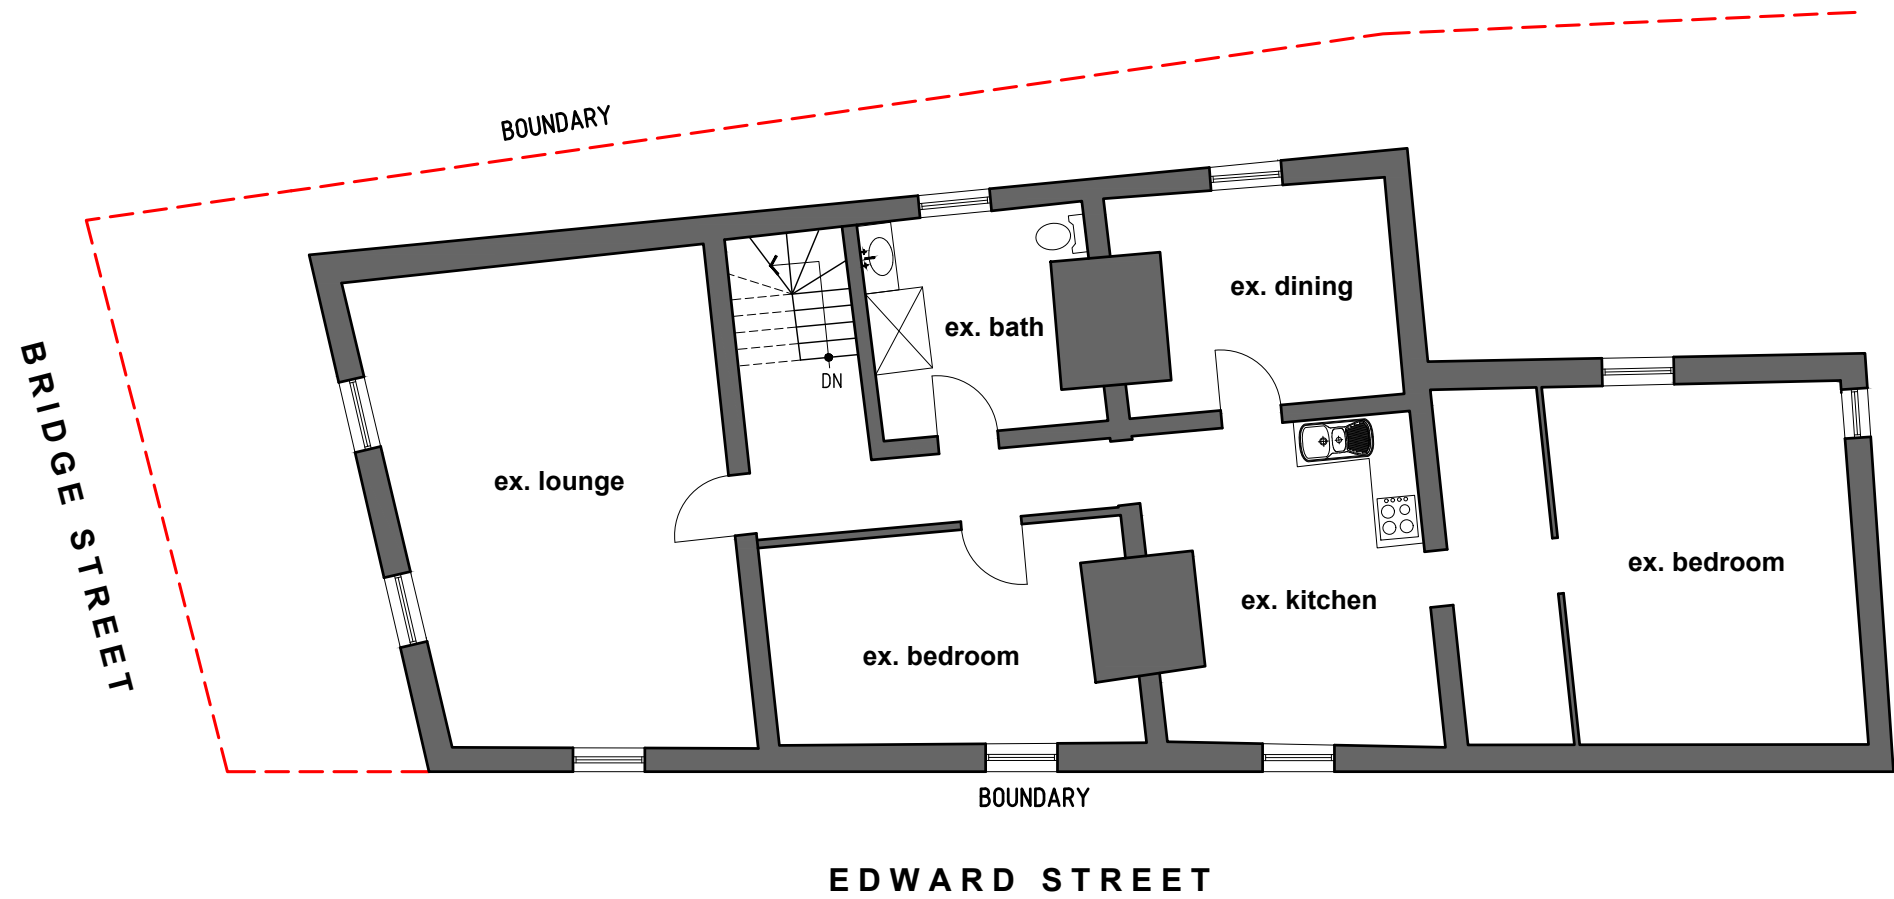 BOUNDARY
ex. dining
ex. bath
BRIDGE STREET
DN
ex. lounge
ex. bedroom
ex. kitchen
ex. bedroom
BOUNDARY
EDWARD STREET